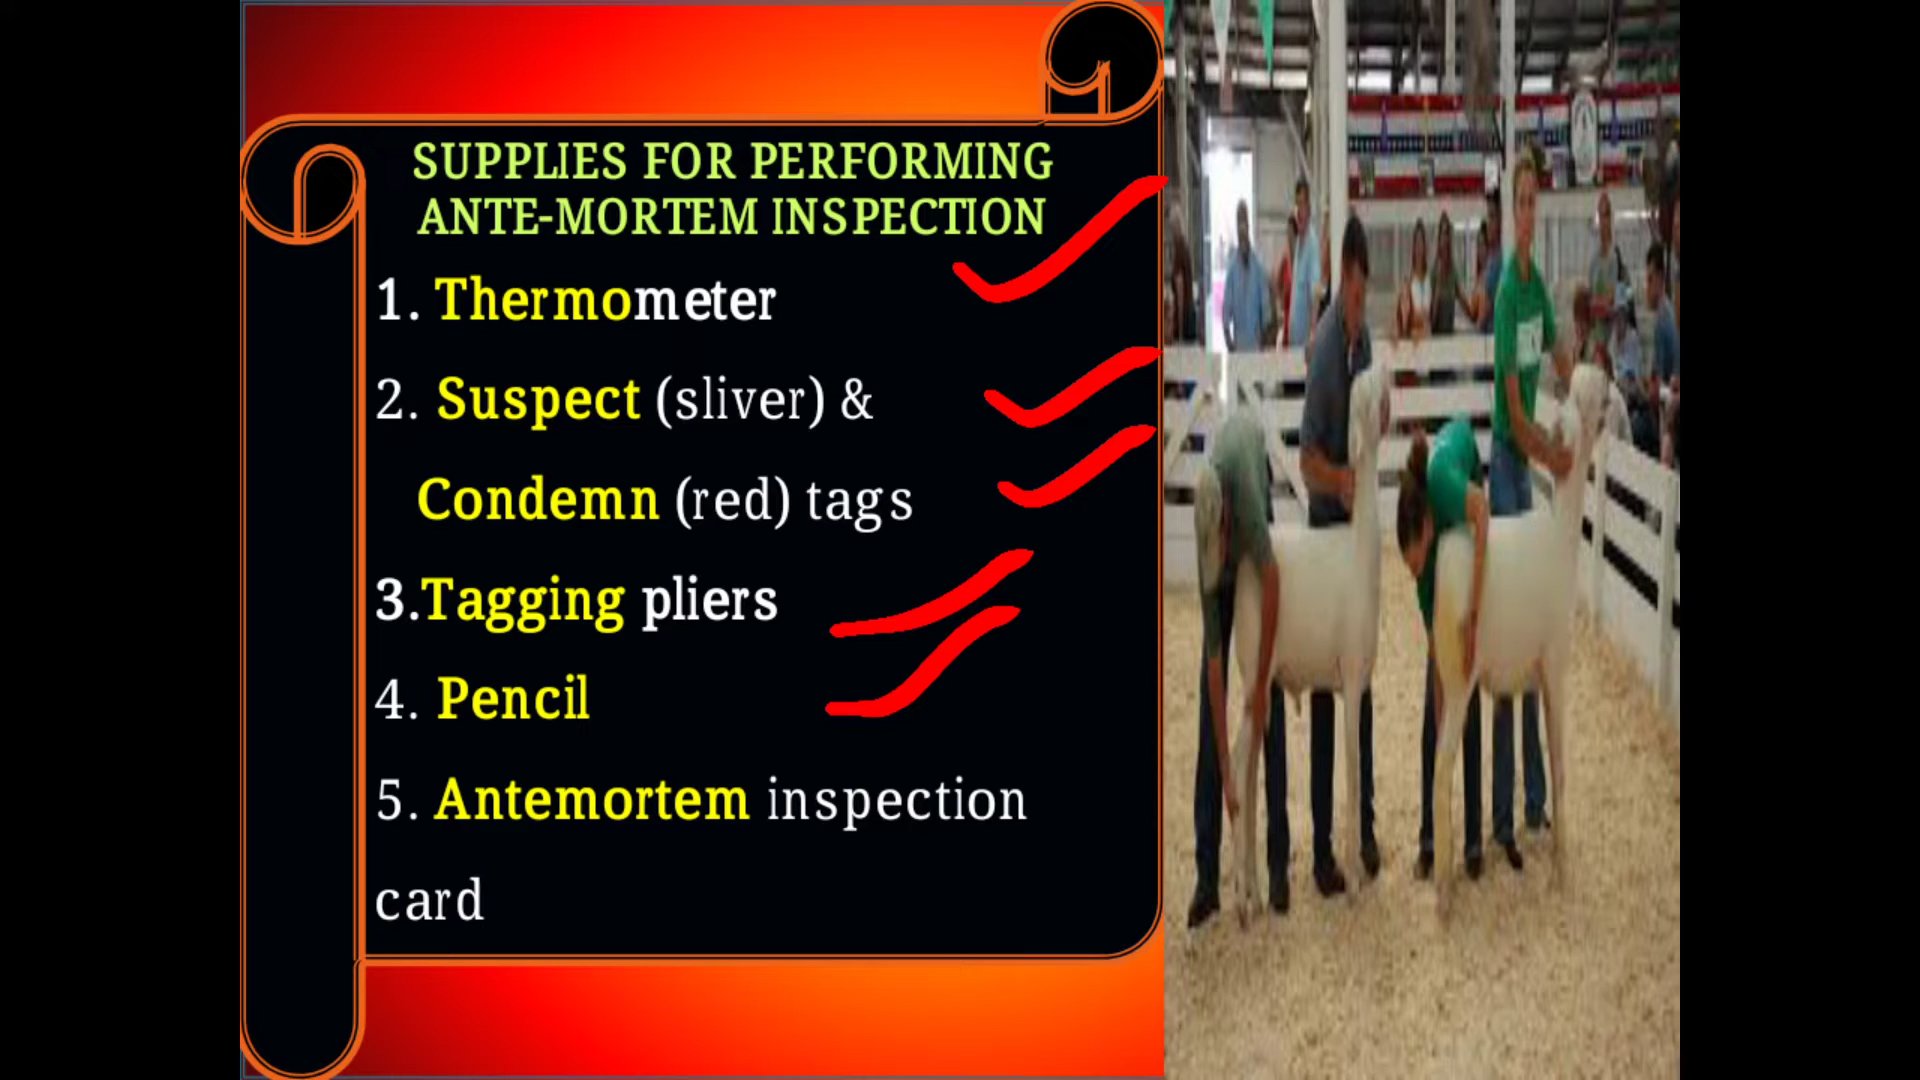 SUPPLIES FOR PERFORMING
ANTE-MORTEM INSPECTION
1. Thermometer
2. Suspect (sliver) &
Condemn (red) tags
3.Tagging pliers
4. Pencil
5. Antemortem inspection
card